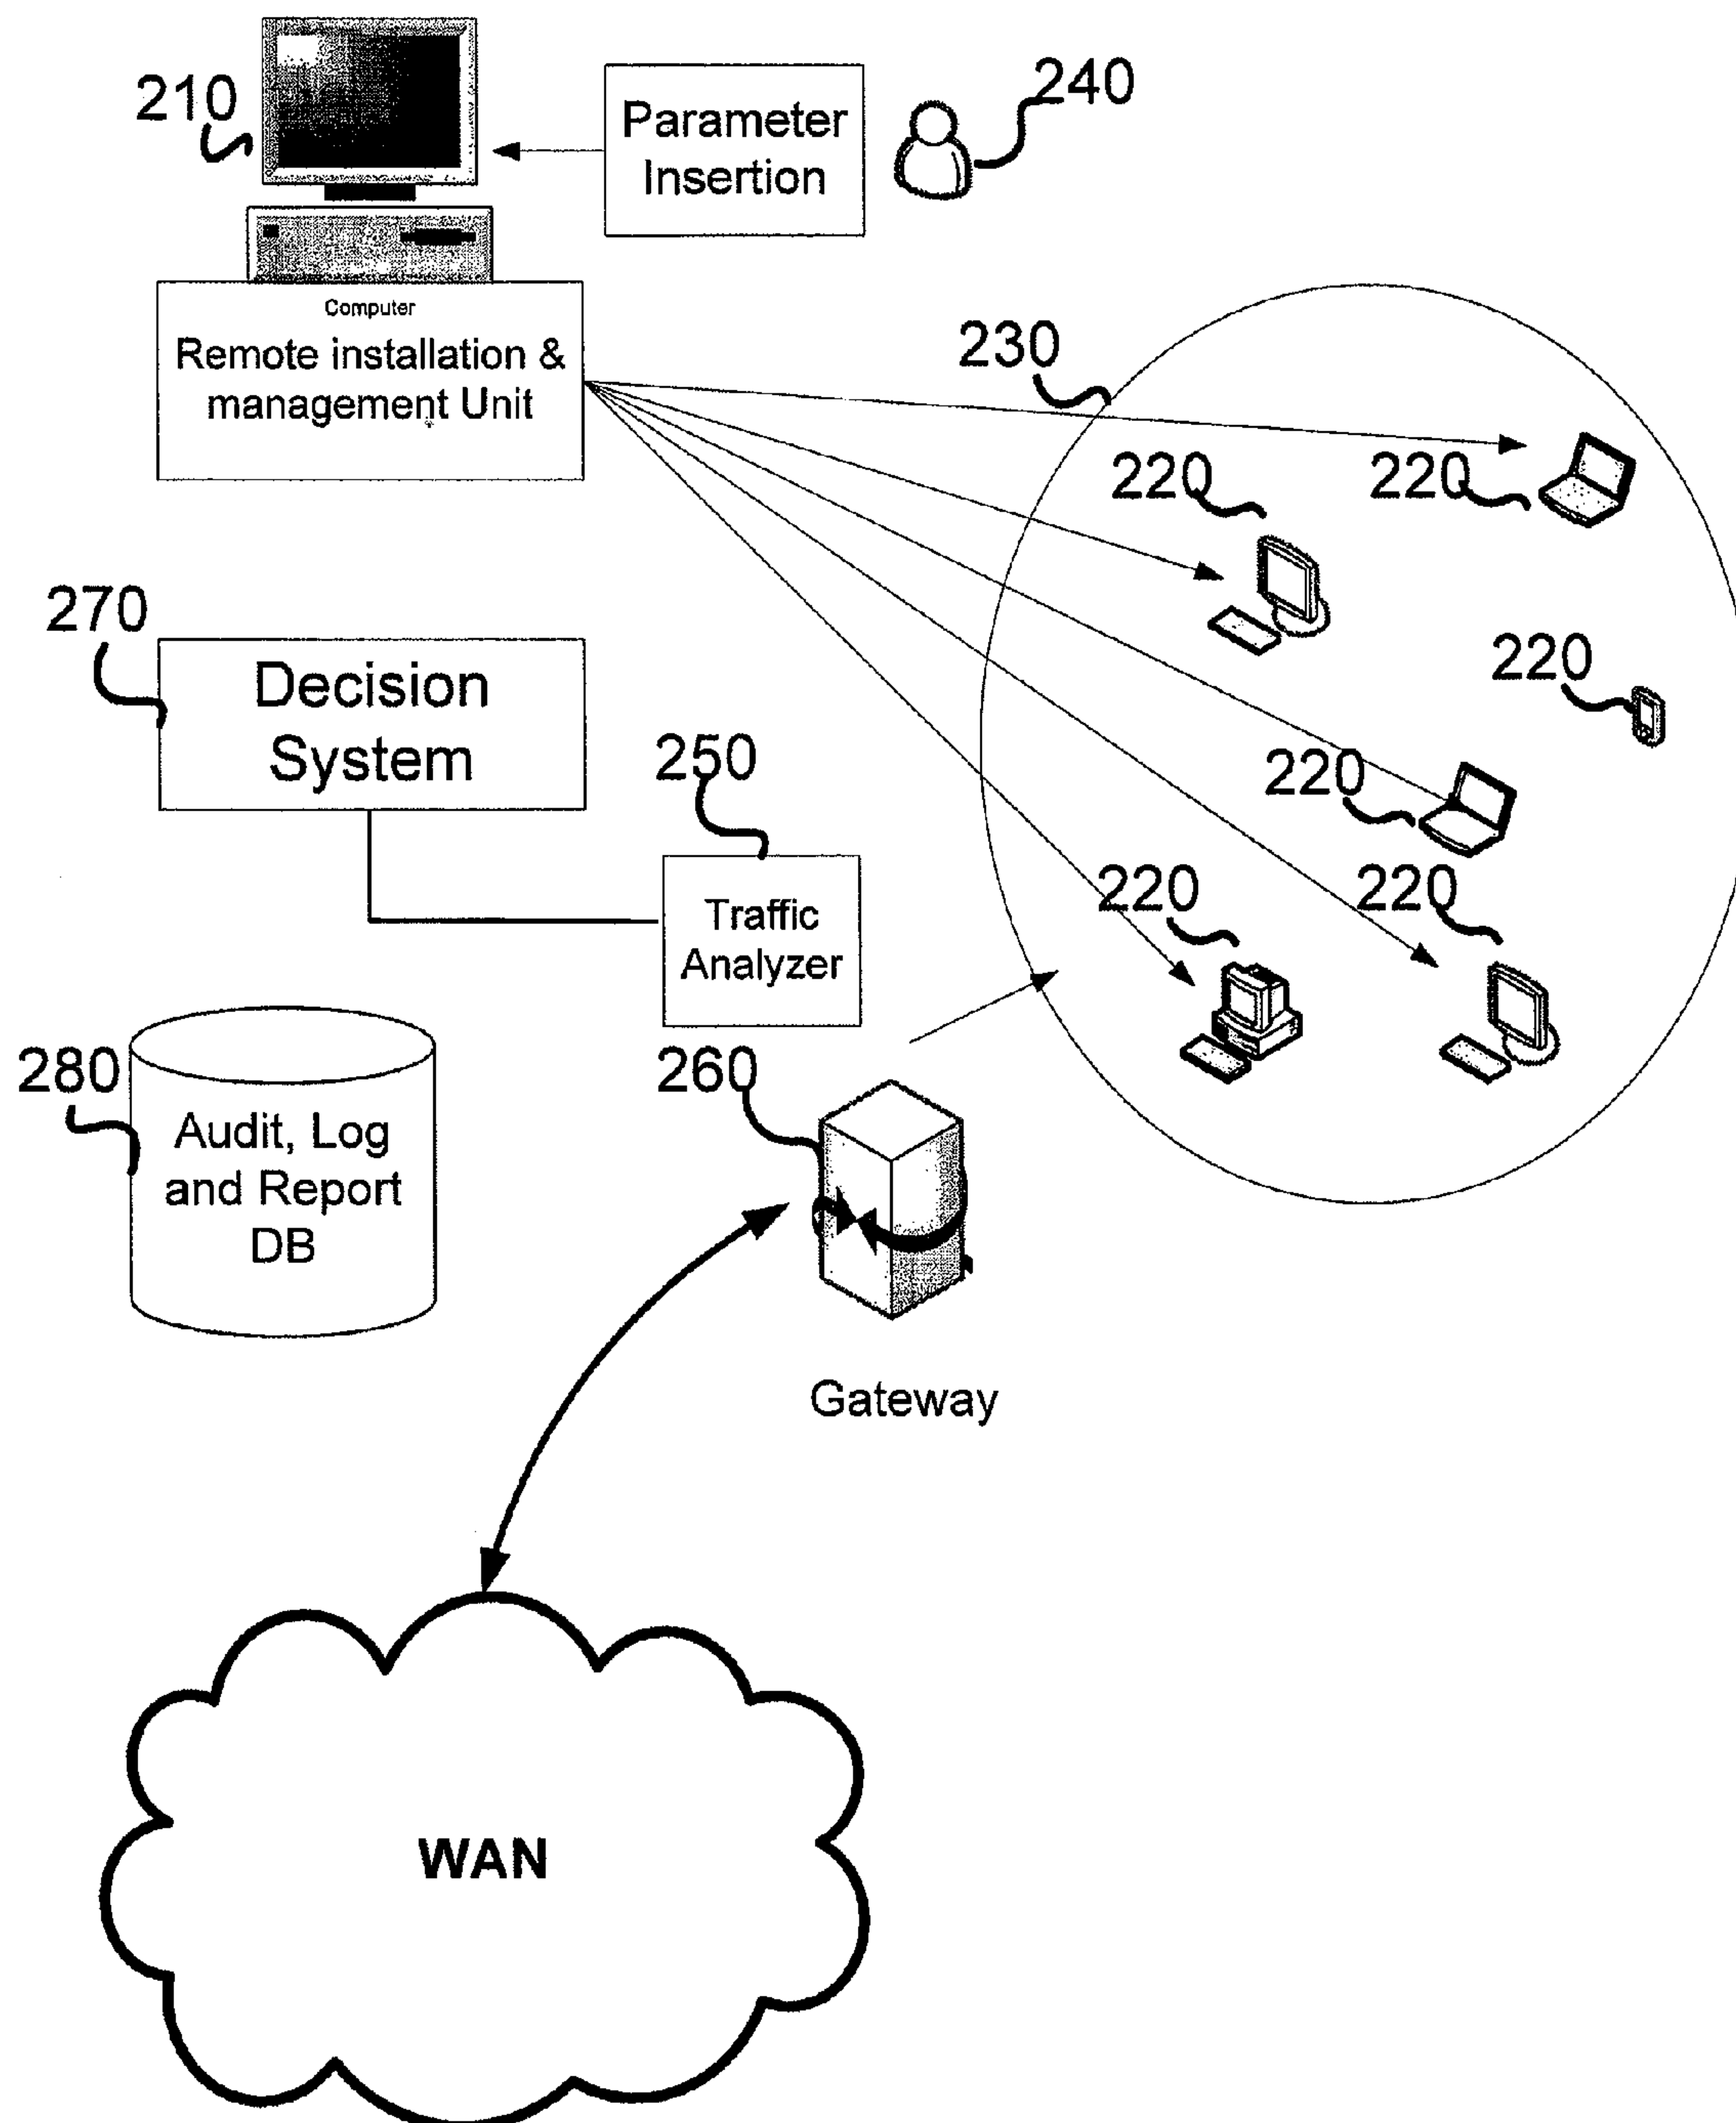 210
Parameter
Insertion
240
Computer
Remote installation &
management Unit
230
220
220
270
Decision
System
220
250
220
Traffic
Analyzer
220
220
280
Audit, Log
and Report
DB
260
Gateway
WAN